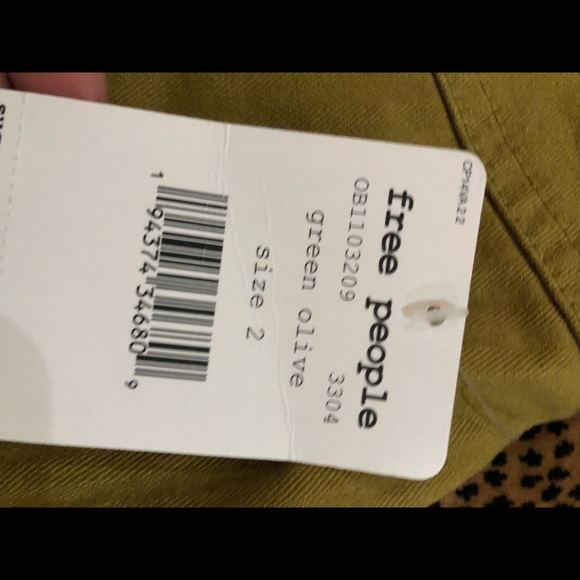 free people
OB1103209 3304
green olive
size 2
1 94374 34680 9